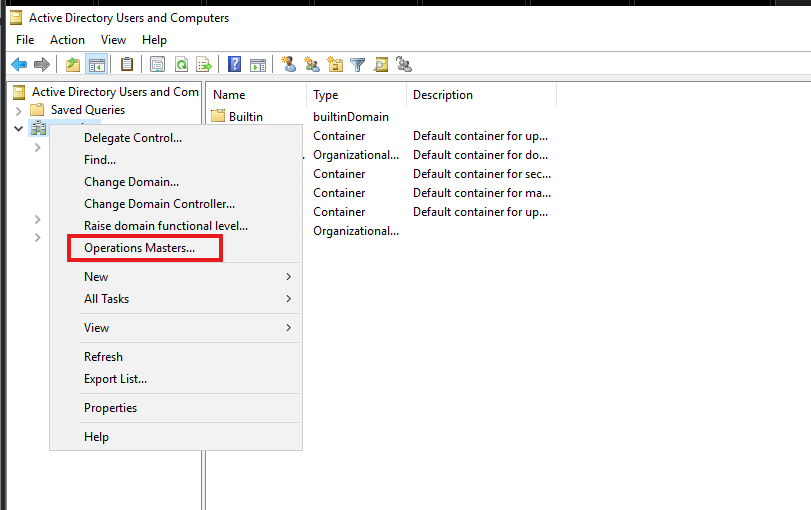 Active Directory Users and Computers
File Action View Help
Active Directory Users and Com
Saved Queries
Name Type Description
Builtin builtinDomain
Container Default container for up...
Organizational... Default container for do...
Container Default container for sec...
Container Default container for ma...
Container Default container for up...
Organizational...
Delegate Control...
Find...
Change Domain...
Change Domain Controller...
Raise domain functional level...
Operations Masters...
New
All Tasks
View
Refresh
Export List...
Properties
Help